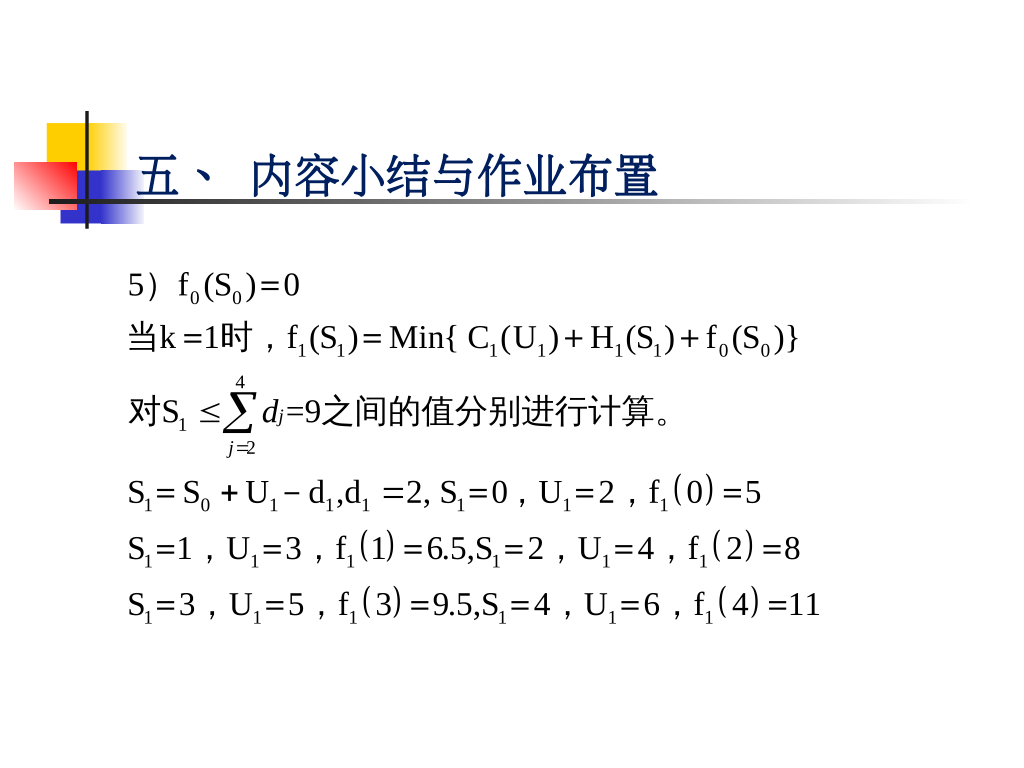 五、 内容小结与作业布置
5）f₀(S₀)＝0
当k＝1时，f₁(S₁)＝Min{ C₁(U₁)＋H₁(S₁)＋f₀(S₀)}
对S₁ ≤∑_{j=2}^{4} dⱼ=9之间的值分别进行计算。
S₁＝S₀＋U₁－d₁,d₁＝2, S₁＝0，U₁＝2，f₁(0)＝5
S₁＝1，U₁＝3，f₁(1)＝6.5,S₁＝2，U₁＝4，f₁(2)＝8
S₁＝3，U₁＝5，f₁(3)＝9.5,S₁＝4，U₁＝6，f₁(4)＝11